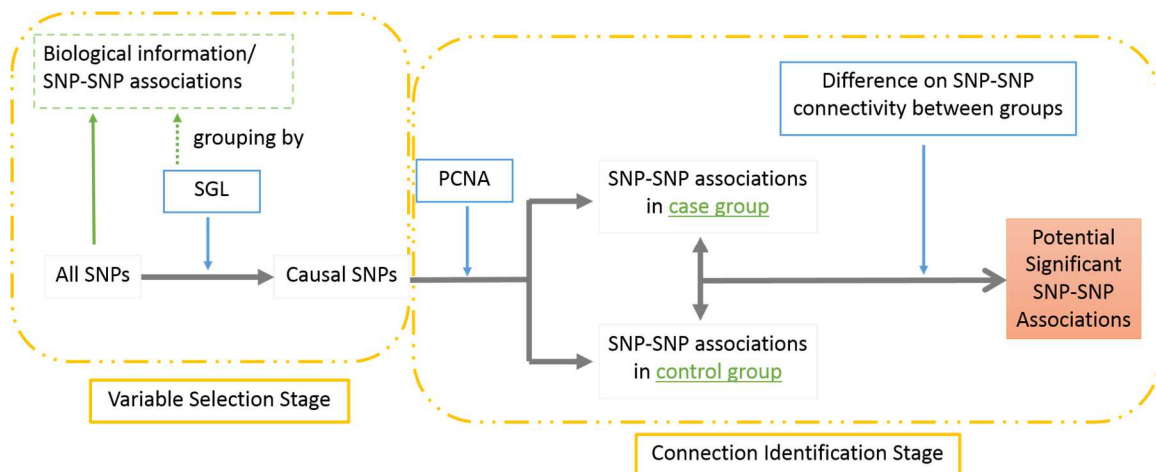 Biological information/
SNP-SNP associations
grouping by
SGL
All SNPs
Causal SNPs
Variable Selection Stage
PCNA
SNP-SNP associations
in case group
SNP-SNP associations
in control group
Difference on SNP-SNP
connectivity between groups
Potential
Significant
SNP-SNP
Associations
Connection Identification Stage